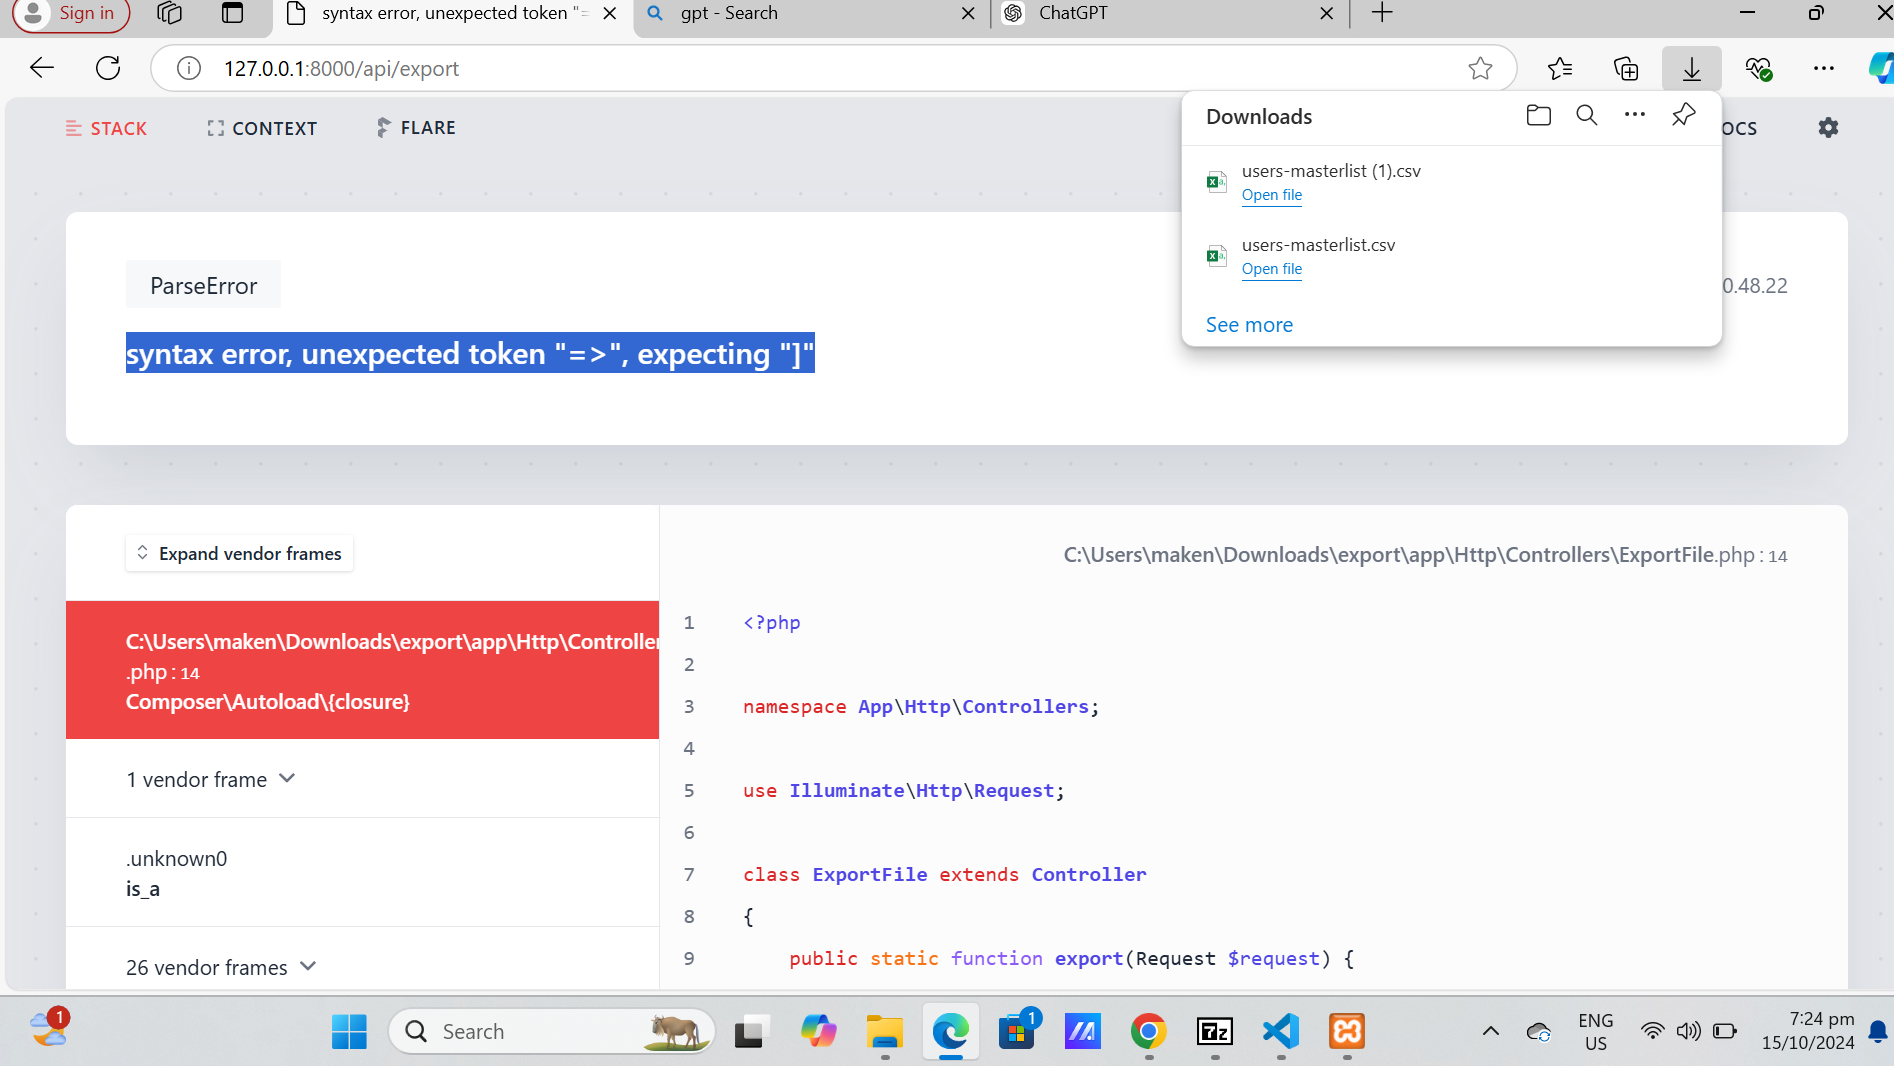 Sign in
syntax error, unexpected token "=
gpt - Search
ChatGPT
127.0.0.1:8000/api/export
STACK
CONTEXT
FLARE
OCS
Downloads
users-masterlist (1).csv
Open file
users-masterlist.csv
Open file
See more
ParseError
0.48.22
syntax error, unexpected token "=>", expecting "]"
Expand vendor frames
C:\Users\maken\Downloads\export\app\Http\Controller
.php : 14
Composer\Autoload\{closure}
1 vendor frame
.unknown0
is_a
26 vendor frames
C:\Users\maken\Downloads\export\app\Http\Controllers\ExportFile.php : 14
1 <?php
2
3 namespace App\Http\Controllers;
4
5 use Illuminate\Http\Request;
6
7 class ExportFile extends Controller
8 {
9 public static function export(Request $request) {
1
Search
1
7z
ENG
US
7:24 pm
15/10/2024